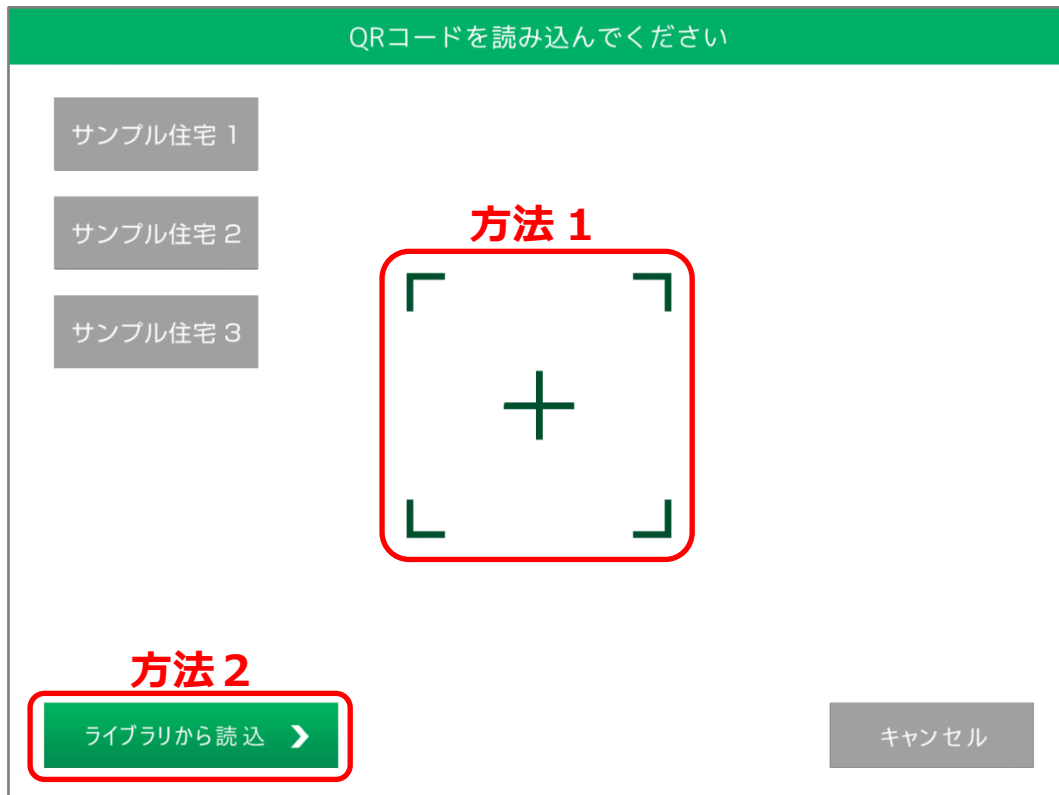 QRコードを読み込んでください
サンプル住宅 1
サンプル住宅 2
サンプル住宅 3
方法 1
方法 2
ライブラリから読込
キャンセル